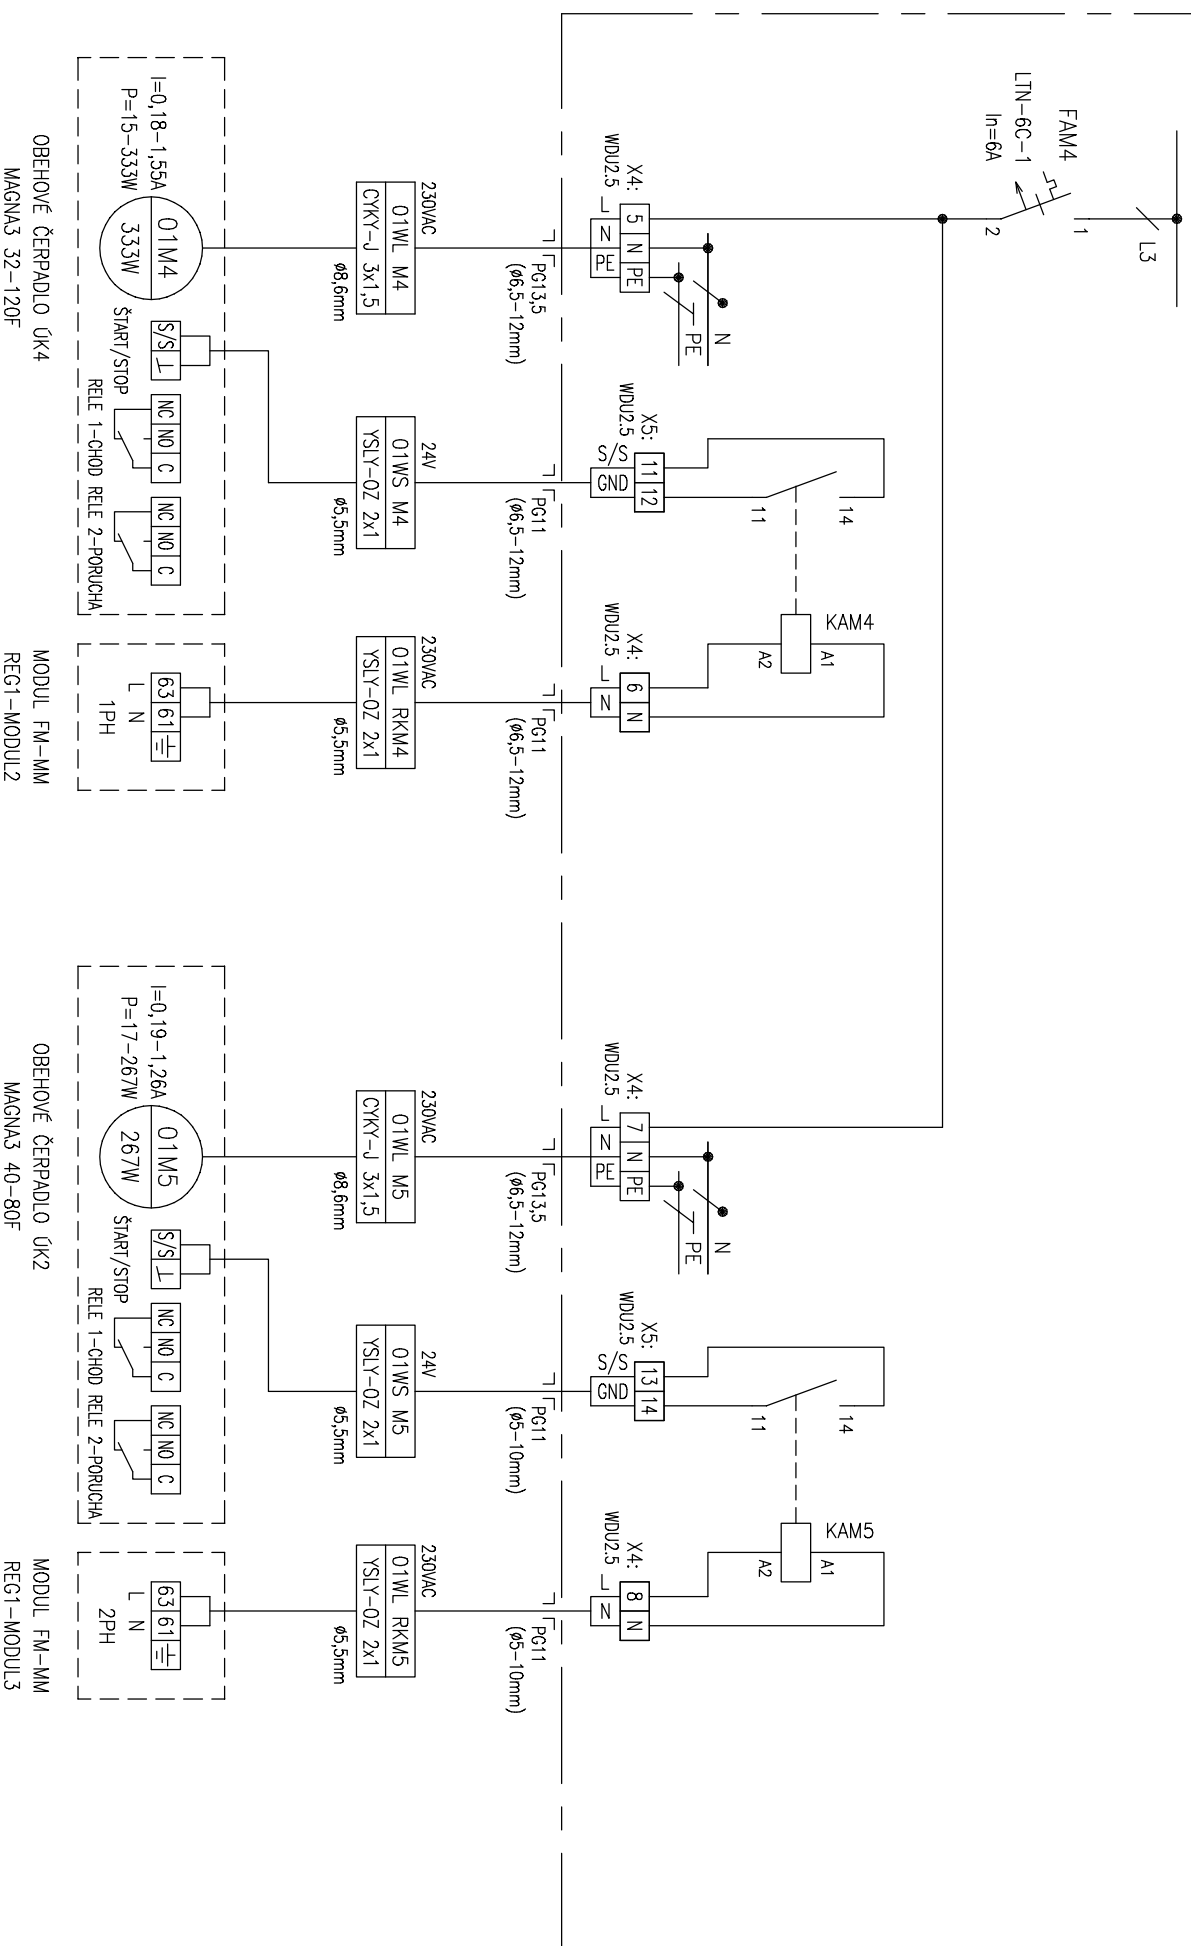 L3
FAM4
LTN-6C-1
In=6A
1
2
X4:
WDU2.5
5 N PE
L N PE
N
PE
X5:
WDU2.5
11 12
S/S GND
11
14
KAM4
A1
A2
X4:
WDU2.5
6 N
L N
X4:
WDU2.5
7 N PE
L N PE
N
PE
X5:
WDU2.5
13 14
S/S GND
11
14
KAM5
A1
A2
X4:
WDU2.5
8 N
L N
PG13,5
(ø6,5-12mm)
PG11
(ø6,5-12mm)
PG11
(ø6,5-12mm)
PG13,5
(ø6,5-12mm)
PG11
(ø5-10mm)
PG11
(ø5-10mm)
230VAC
01WL M4
CYKY-J 3x1,5
ø8,6mm
24V
01WS M4
YSLY-OZ 2x1
ø5,5mm
230VAC
01WL RKM4
YSLY-OZ 2x1
ø5,5mm
230VAC
01WL M5
CYKY-J 3x1,5
ø8,6mm
24V
01WS M5
YSLY-OZ 2x1
ø5,5mm
230VAC
01WL RKM5
YSLY-OZ 2x1
ø5,5mm
I=0,18-1,55A
P=15-333W
01M4
333W
S/S
ŠTART/STOP
NC NO C
RELE 1-CHOD
NC NO C
RELE 2-PORUCHA
63 61
L N
1PH
I=0,19-1,26A
P=17-267W
01M5
267W
S/S
ŠTART/STOP
NC NO C
RELE 1-CHOD
NC NO C
RELE 2-PORUCHA
63 61
L N
2PH
OBEHOVÉ ČERPADLO ÚK4
MAGNA3 32-120F
MODUL FM-MM
REG1-MODUL2
OBEHOVÉ ČERPADLO ÚK2
MAGNA3 40-80F
MODUL FM-MM
REG1-MODUL3